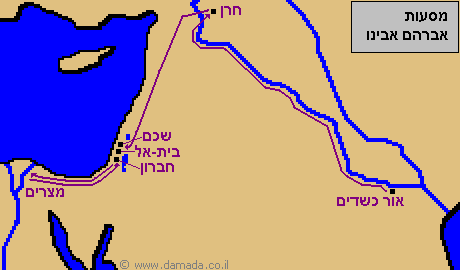 מסעות
אברהם אבינו
חרן
שכם
בית-אל
חברון
מצרים
אור כשדים
© www.damada.co.il